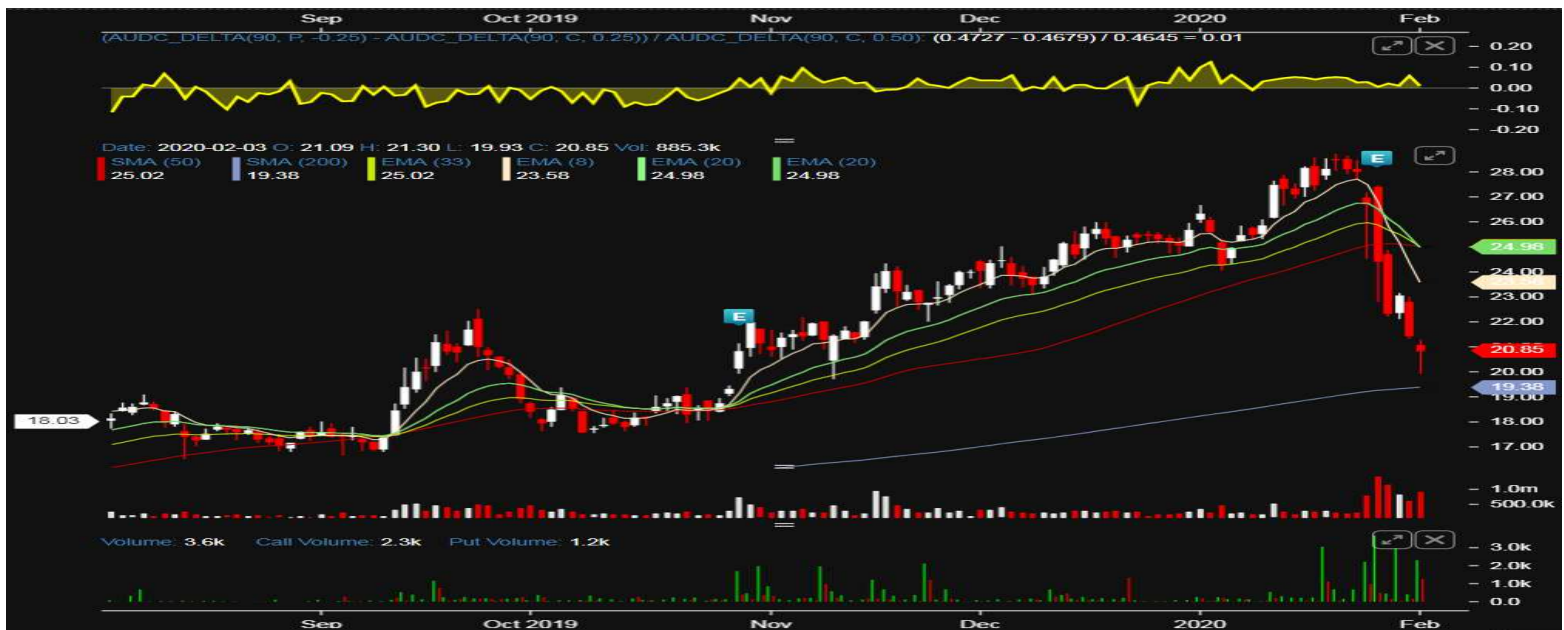 Sep Oct 2019 Nov Dec 2020 Feb
(AUDC_DELTA(90, P, -0.25) - AUDC_DELTA(90, C, 0.25)) / AUDC_DELTA(90, C, 0.50): (0.4727 - 0.4679) / 0.4645 = 0.01
0.20
0.10
0.00
-0.10
-0.20
Date: 2020-02-03 O: 21.09 H: 21.30 L: 19.93 C: 20.85 Vol: 885.3k
SMA (50) SMA (200) EMA (33) EMA (8) EMA (20) EMA (20)
25.02 19.38 25.02 23.58 24.98 24.98
E
28.00
27.00
26.00
24.98
24.00
23.00
E
22.00
20.85
20.00
19.38
19.00
18.03
18.00
17.00
1.0m
500.0k
Volume: 3.6k Call Volume: 2.3k Put Volume: 1.2k
3.0k
2.0k
1.0k
0.0
Sep Oct 2019 Nov Dec 2020 Feb